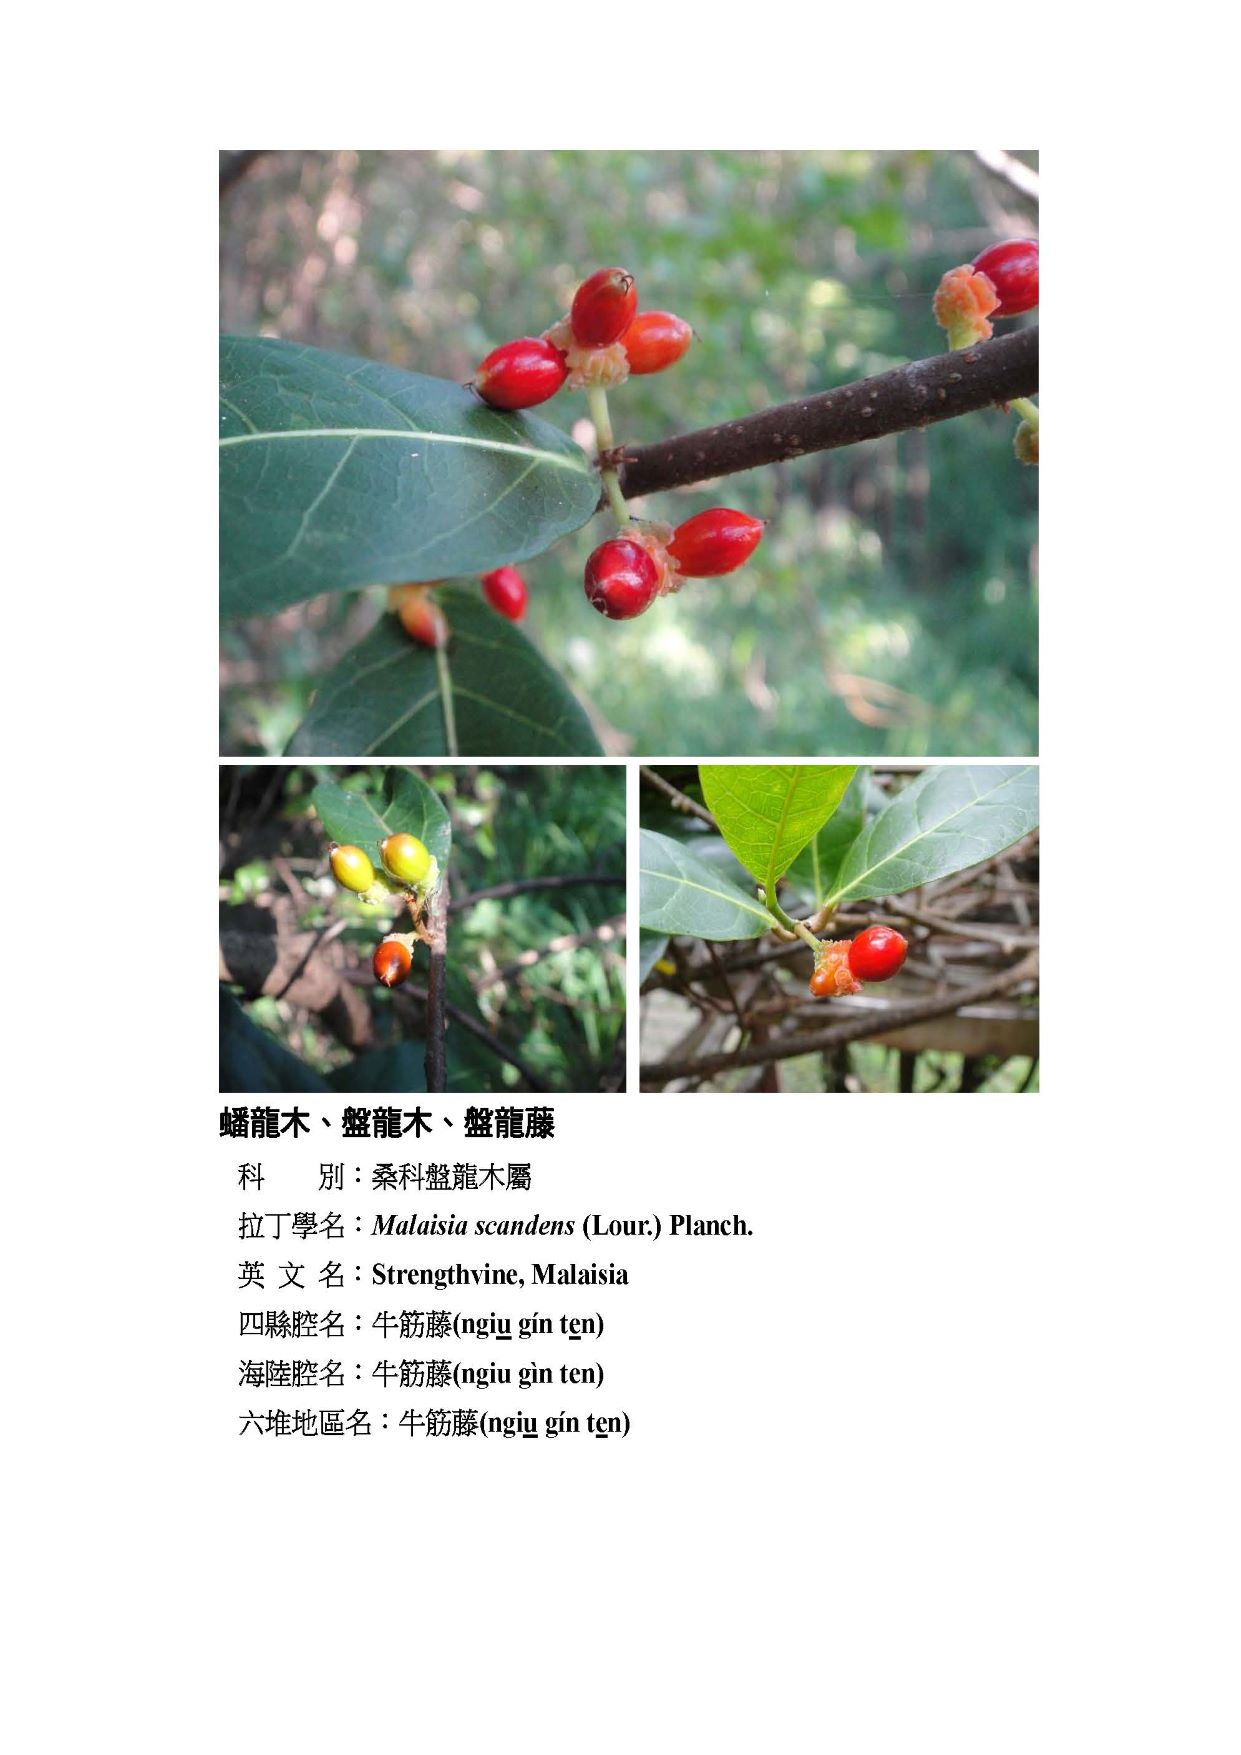 蟠龍木、盤龍木、盤龍藤
科　　別：桑科盤龍木屬
拉丁學名：Malaisia scandens (Lour.) Planch.
英 文 名：Strengthvine, Malaisia
四縣腔名：牛筋藤(ngiu̲ gín te̲n)
海陸腔名：牛筋藤(ngiu gìn ten)
六堆地區名：牛筋藤(ngiu̲ gín te̲n)